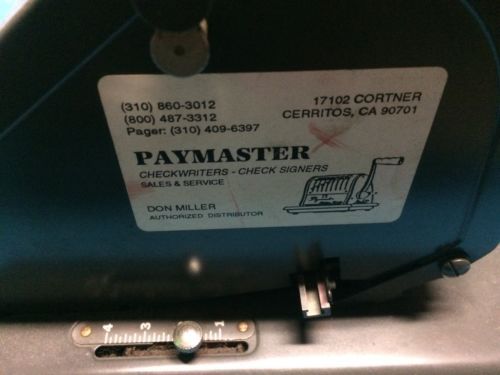 (310) 860-3012
(800) 487-3312
Pager: (310) 409-6397
17102 CORTNER
CERRITOS, CA 90701
PAYMASTER
CHECKWRITERS - CHECK SIGNERS
SALES & SERVICE
DON MILLER
AUTHORIZED DISTRIBUTOR
4 3 1